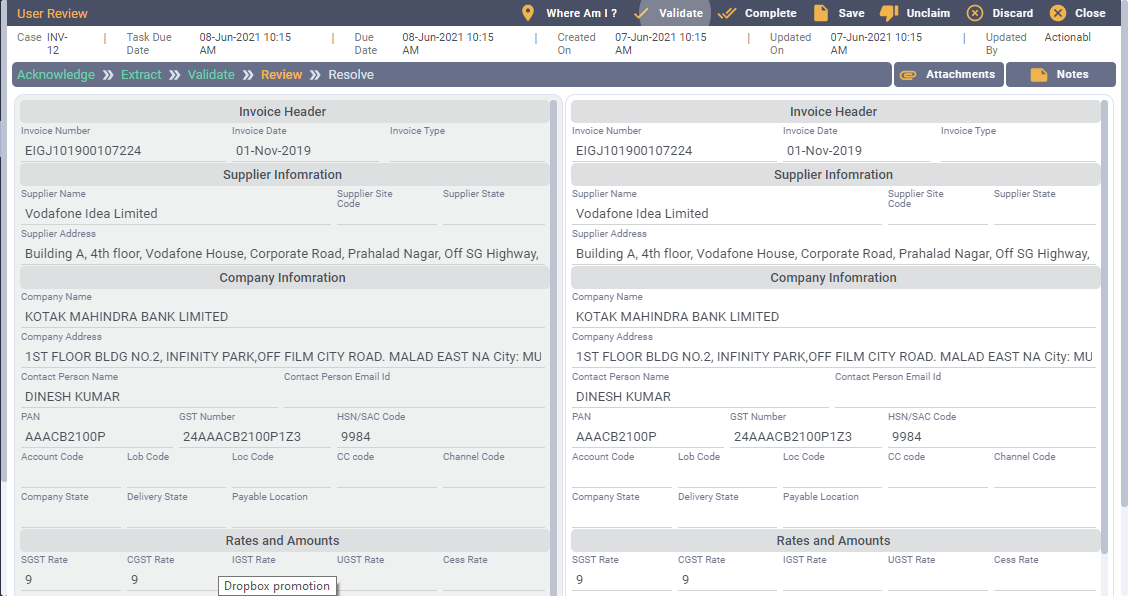 User Review
Where Am I ?
Validate
Complete
Save
Unclaim
Discard
Close
Case INV-12 | Task Due Date 08-Jun-2021 10:15 AM | Due Date 08-Jun-2021 10:15 AM | Created On 07-Jun-2021 10:15 AM | Updated On 07-Jun-2021 10:15 AM | Updated By Actionabl
Acknowledge » Extract » Validate » Review » Resolve
Attachments
Notes
Invoice Header
Invoice Number Invoice Date Invoice Type
EIGJ101900107224 01-Nov-2019
Supplier Infomration
Supplier Name Supplier Site Code Supplier State
Vodafone Idea Limited
Supplier Address
Building A, 4th floor, Vodafone House, Corporate Road, Prahalad Nagar, Off SG Highway,
Company Infomration
Company Name
KOTAK MAHINDRA BANK LIMITED
Company Address
1ST FLOOR BLDG NO.2, INFINITY PARK,OFF FILM CITY ROAD. MALAD EAST NA City: MU
Contact Person Name Contact Person Email Id
DINESH KUMAR
PAN GST Number HSN/SAC Code
AAACB2100P 24AAACB2100P1Z3 9984
Account Code Lob Code Loc Code CC code Channel Code
Company State Delivery State Payable Location
Rates and Amounts
SGST Rate CGST Rate IGST Rate UGST Rate Cess Rate
9 9
Dropbox promotion
Invoice Header
Invoice Number Invoice Date Invoice Type
EIGJ101900107224 01-Nov-2019
Supplier Infomration
Supplier Name Supplier Site Code Supplier State
Vodafone Idea Limited
Supplier Address
Building A, 4th floor, Vodafone House, Corporate Road, Prahalad Nagar, Off SG Highway,
Company Infomration
Company Name
KOTAK MAHINDRA BANK LIMITED
Company Address
1ST FLOOR BLDG NO.2, INFINITY PARK,OFF FILM CITY ROAD. MALAD EAST NA City: MU
Contact Person Name Contact Person Email Id
DINESH KUMAR
PAN GST Number HSN/SAC Code
AAACB2100P 24AAACB2100P1Z3 9984
Account Code Lob Code Loc Code CC code Channel Code
Company State Delivery State Payable Location
Rates and Amounts
SGST Rate CGST Rate IGST Rate UGST Rate Cess Rate
9 9